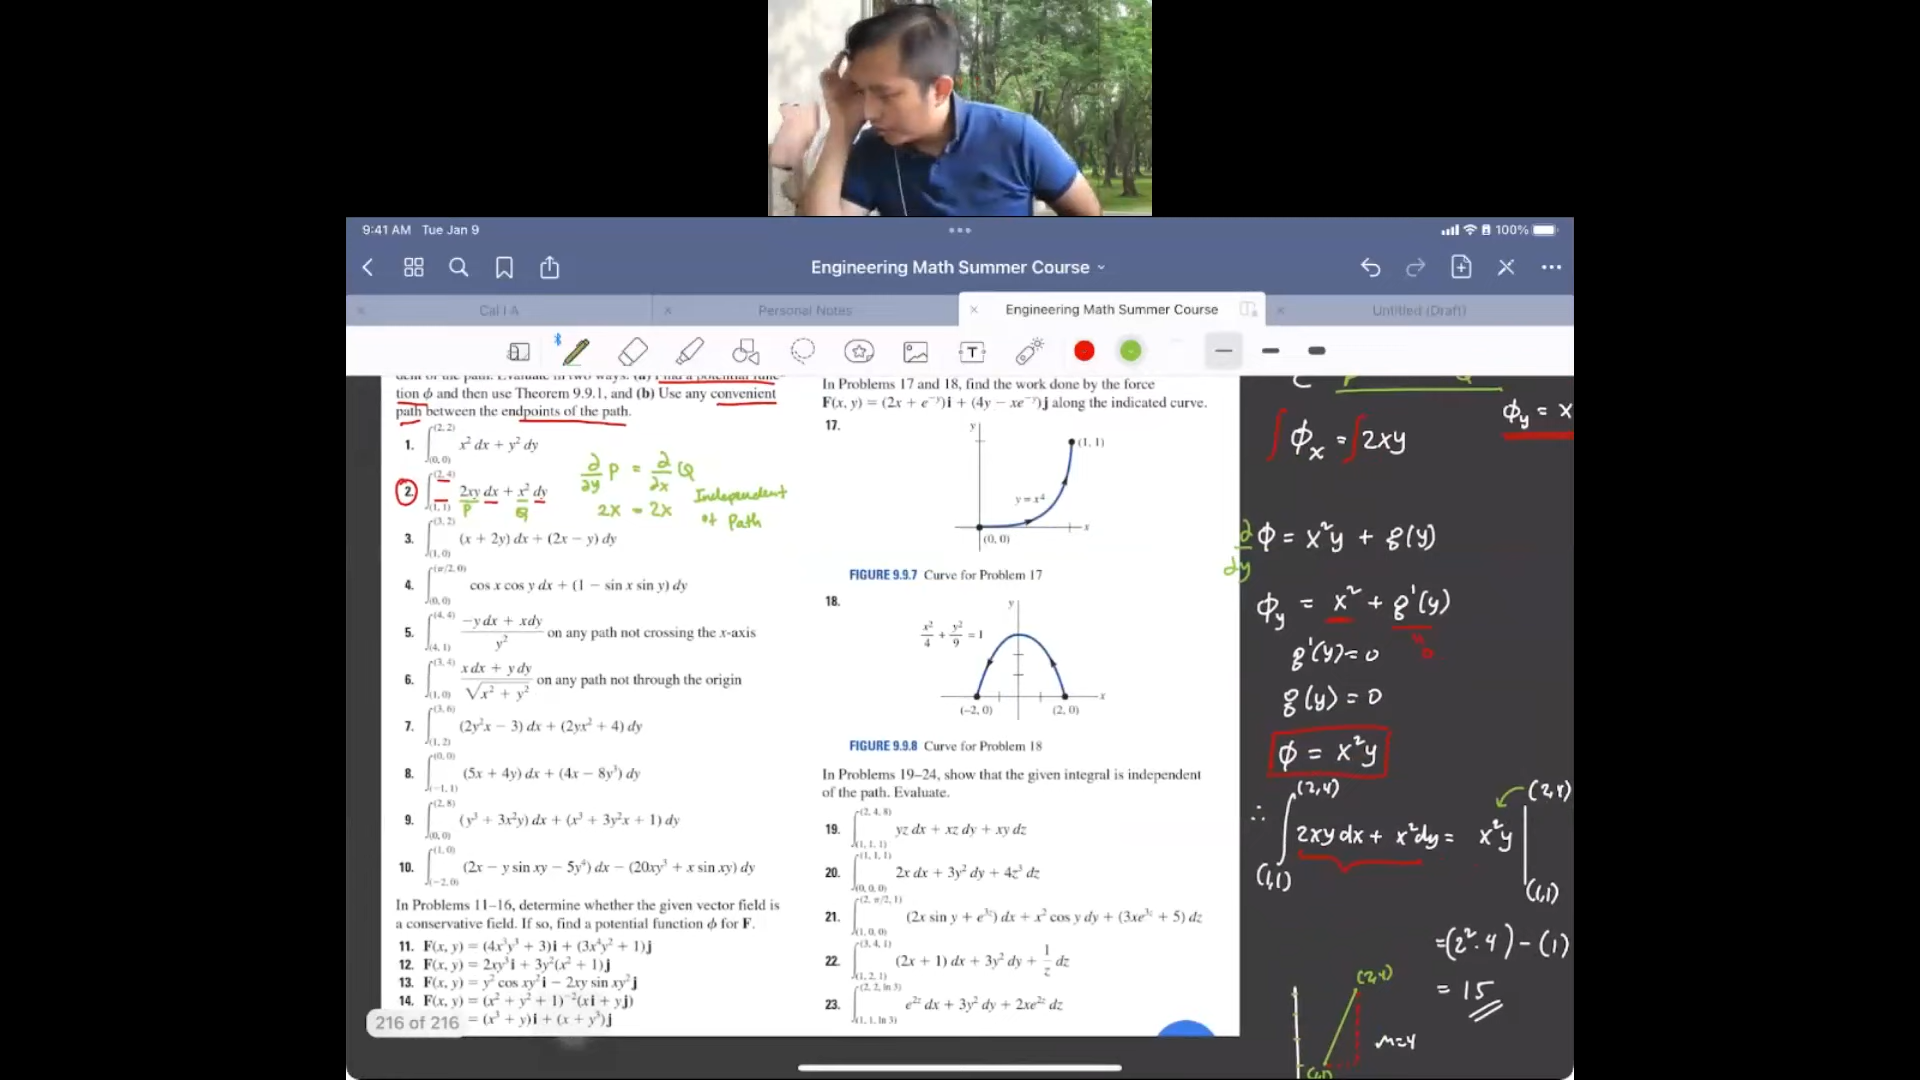 9:41 AM Tue Jan 9
100%
Engineering Math Summer Course
Cal I A
Personal Notes
Engineering Math Summer Course
Untitled (Draft)
tion ϕ and then use Theorem 9.9.1, and (b) Use any convenient
path between the endpoints of the path.
1. ∫_(0, 0)^(2, 2) x² dx + y² dy
2. ∫_(1, 1)^(2, 4) 2xy dx + x² dy
P Q
∂/∂y P = ∂/∂x Q
2x = 2x
Independent
of Path
3. ∫_(1, 0)^(3, 2) (x + 2y) dx + (2x − y) dy
4. ∫_(0, 0)^(π/2, 0) cos x cos y dx + (1 − sin x sin y) dy
5. ∫_(4, 1)^(4, 4) (−y dx + xdy)/y² on any path not crossing the x-axis
6. ∫_(1, 0)^(3, 4) (x dx + y dy)/√(x² + y²) on any path not through the origin
7. ∫_(1, 2)^(3, 6) (2y²x − 3) dx + (2yx² + 4) dy
8. ∫_(−1, 1)^(0, 0) (5x + 4y) dx + (4x − 8y³) dy
9. ∫_(0, 0)^(2, 8) (y³ + 3x²y) dx + (x³ + 3y²x + 1) dy
10. ∫_(−2, 0)^(1, 0) (2x − y sin xy − 5y⁴) dx − (20xy³ + x sin xy) dy
In Problems 11–16, determine whether the given vector field is
a conservative field. If so, find a potential function ϕ for F.
11. F(x, y) = (4x³y³ + 3)i + (3x⁴y² + 1)j
12. F(x, y) = 2xy³i + 3y²(x² + 1)j
13. F(x, y) = y² cos xy²i − 2xy sin xy²j
14. F(x, y) = (x² + y² + 1)⁻²(xi + yj)
= (x³ + y)i + (x + y³)j
216 of 216
In Problems 17 and 18, find the work done by the force
F(x, y) = (2x + e⁻ʸ)i + (4y − xe⁻ʸ)j along the indicated curve.
17.
y
(1, 1)
y = x⁴
x
(0, 0)
FIGURE 9.9.7 Curve for Problem 17
18.
y
x²/4 + y²/9 = 1
x
(−2, 0) (2, 0)
FIGURE 9.9.8 Curve for Problem 18
In Problems 19–24, show that the given integral is independent
of the path. Evaluate.
19. ∫_(1, 1, 1)^(2, 4, 8) yz dx + xz dy + xy dz
20. ∫_(0, 0, 0)^(1, 1, 1) 2x dx + 3y² dy + 4z³ dz
21. ∫_(1, 0, 0)^(2, π/2, 1) (2x sin y + e³ᶻ) dx + x² cos y dy + (3xe³ᶻ + 5) dz
22. ∫_(1, 2, 1)^(3, 4, 1) (2x + 1) dx + 3y² dy + 1/z dz
23. ∫_(1, 1, ln 3)^(2, 2, ln 3) e²ᶻ dx + 3y² dy + 2xe²ᶻ dz
ϕy = x
∫ϕx = ∫2xy
∂/dy ϕ = x²y + g(y)
ϕy = x² + g'(y)
0
g'(y) = 0
g(y) = 0
ϕ = x²y
∴ ∫_(1,1)^(2,4) 2xy dx + x²dy = x²y |_(1,1)^(2,4)
= (2²·4) − (1)
= 15
(2,4)
m=4
(1,1)